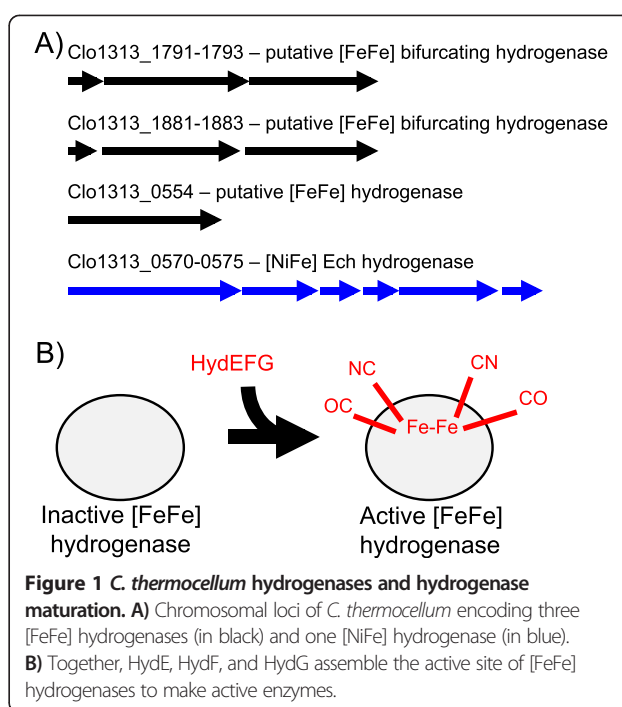 A)
Clo1313_1791-1793 – putative [FeFe] bifurcating hydrogenase
Clo1313_1881-1883 – putative [FeFe] bifurcating hydrogenase
Clo1313_0554 – putative [FeFe] hydrogenase
Clo1313_0570-0575 – [NiFe] Ech hydrogenase
B)
HydEFG
NC
CN
OC
CO
Fe-Fe
Inactive [FeFe]
hydrogenase
Active [FeFe]
hydrogenase
Figure 1 C. thermocellum hydrogenases and hydrogenase
maturation. A) Chromosomal loci of C. thermocellum encoding three
[FeFe] hydrogenases (in black) and one [NiFe] hydrogenase (in blue).
B) Together, HydE, HydF, and HydG assemble the active site of [FeFe]
hydrogenases to make active enzymes.